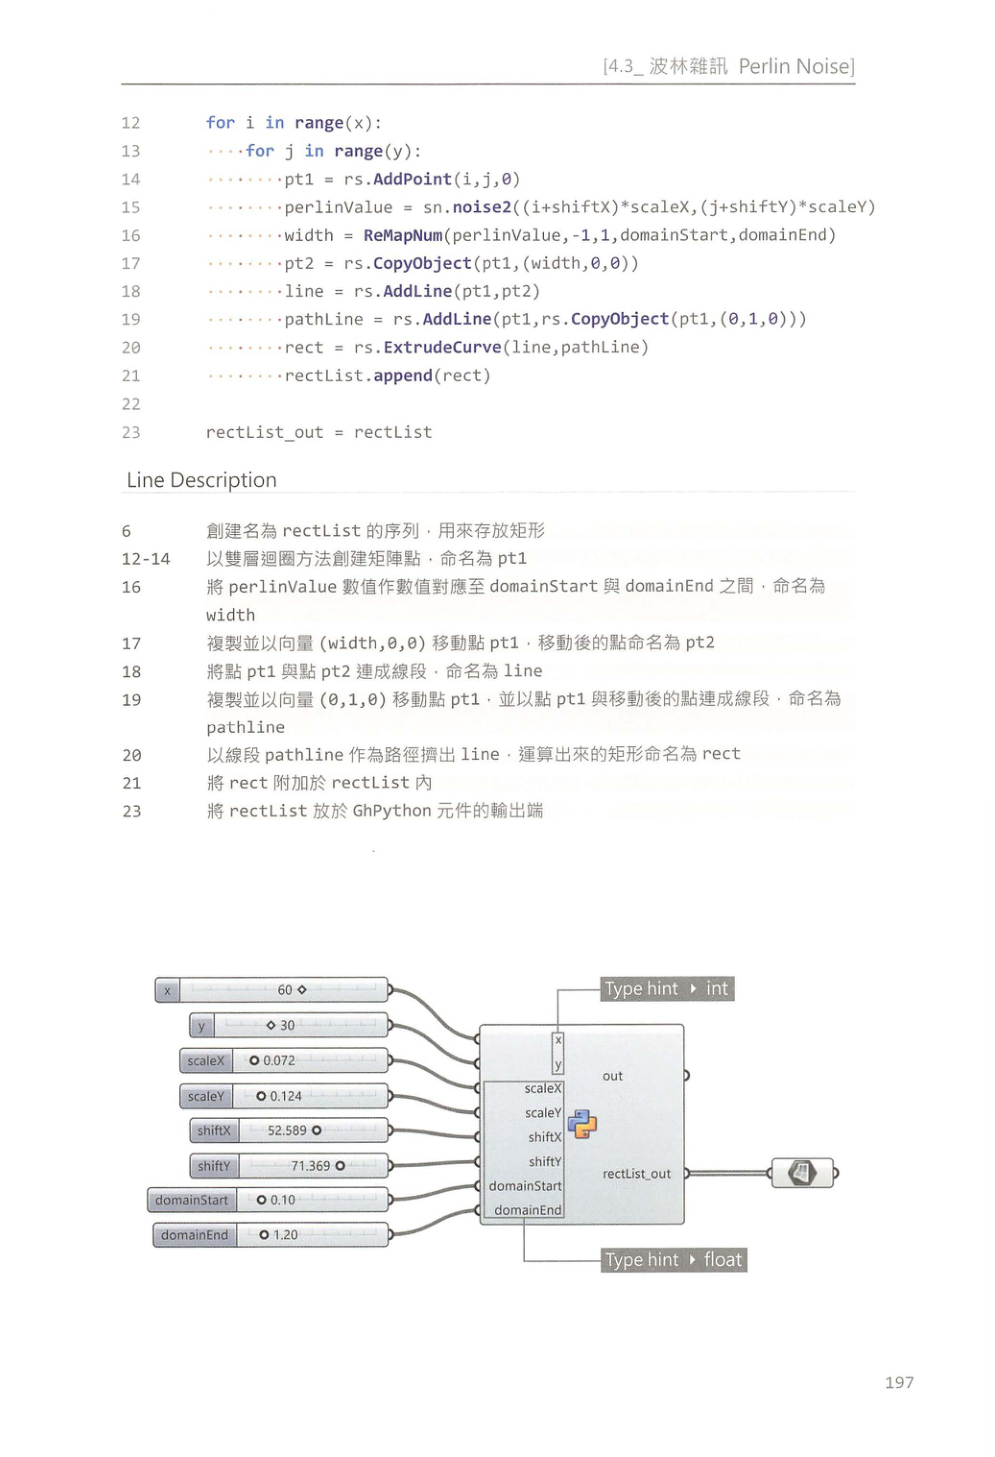 [4.3_ 波林雜訊 Perlin Noise]
12 for i in range(x):
13 ····for j in range(y):
14 ········pt1 = rs.AddPoint(i,j,0)
15 ········perlinValue = sn.noise2((i+shiftX)*scaleX,(j+shiftY)*scaleY)
16 ········width = ReMapNum(perlinValue,-1,1,domainStart,domainEnd)
17 ········pt2 = rs.CopyObject(pt1,(width,0,0))
18 ········line = rs.AddLine(pt1,pt2)
19 ········pathLine = rs.AddLine(pt1,rs.CopyObject(pt1,(0,1,0)))
20 ········rect = rs.ExtrudeCurve(line,pathLine)
21 ········rectList.append(rect)
22
23 rectList_out = rectList
Line Description
6 創建名為 rectList 的序列，用來存放矩形
12-14 以雙層迴圈方法創建矩陣點，命名為 pt1
16 將 perlinValue 數值作數值對應至 domainStart 與 domainEnd 之間，命名為
width
17 複製並以向量 (width,0,0) 移動點 pt1，移動後的點命名為 pt2
18 將點 pt1 與點 pt2 連成線段，命名為 line
19 複製並以向量 (0,1,0) 移動點 pt1，並以點 pt1 與移動後的點連成線段，命名為
pathline
20 以線段 pathline 作為路徑擠出 line，運算出來的矩形命名為 rect
21 將 rect 附加於 rectList 內
23 將 rectList 放於 GhPython 元件的輸出端
x 60
y 30
scaleX 0.072
scaleY 0.124
shiftX 52.589
shiftY 71.369
domainStart 0.10
domainEnd 1.20
Type hint ▸ int
x
y
scaleX
scaleY
shiftX
shiftY
domainStart
domainEnd
out
rectList_out
Type hint ▸ float
197